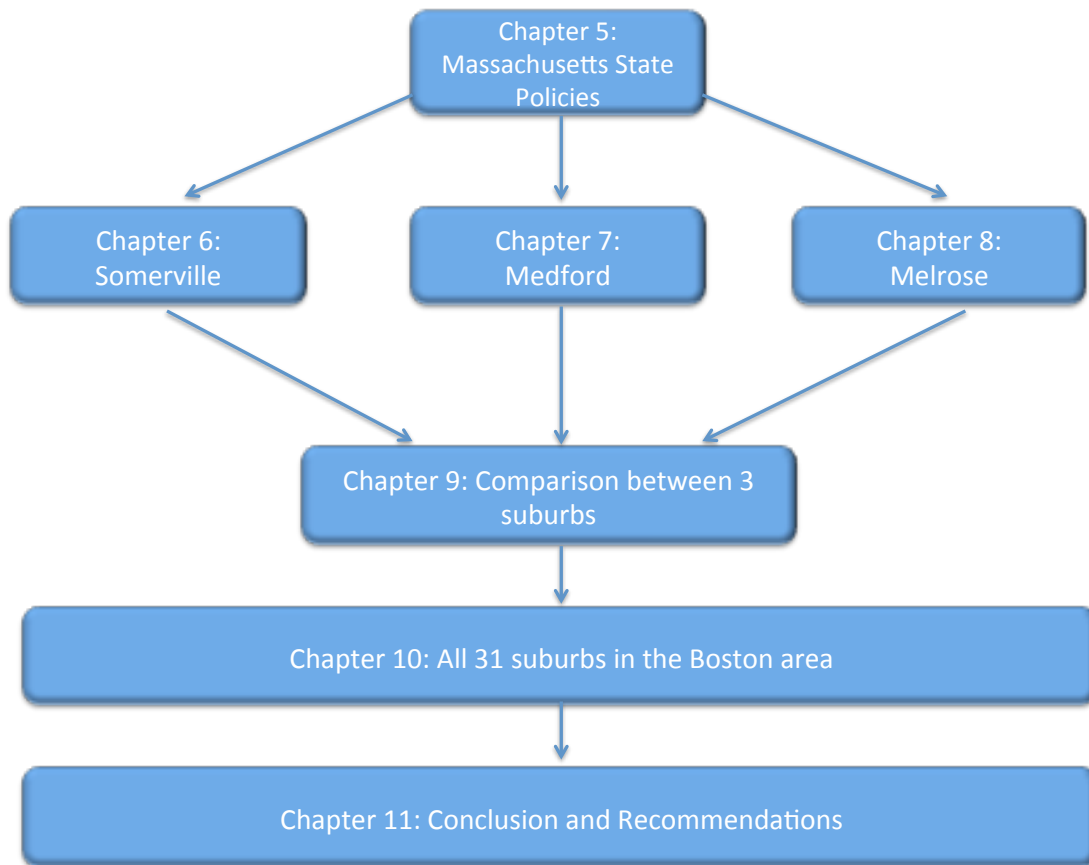 Chapter 5:
Massachusetts State
Policies
Chapter 6:
Somerville
Chapter 7:
Medford
Chapter 8:
Melrose
Chapter 9: Comparison between 3
suburbs
Chapter 10: All 31 suburbs in the Boston area
Chapter 11: Conclusion and Recommendations